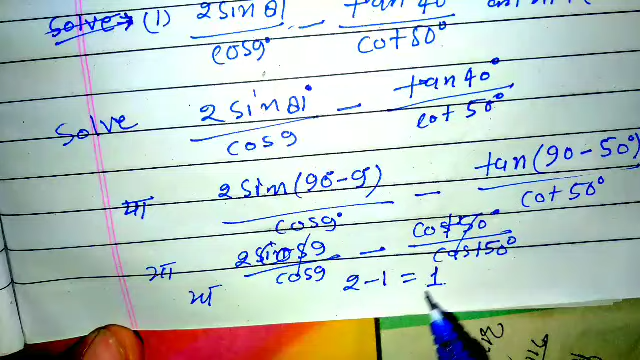 Solve → (1) 2sin81°/cos9° - tan40°/cot50°
Solve 2sin81°/cos9 - tan40°/cot50°
या 2sin(90°-9°)/cos9° - tan(90-50°)/cot50°
या 2sincos9/cos9 - cot50°/cot50°
या 2-1 = 1